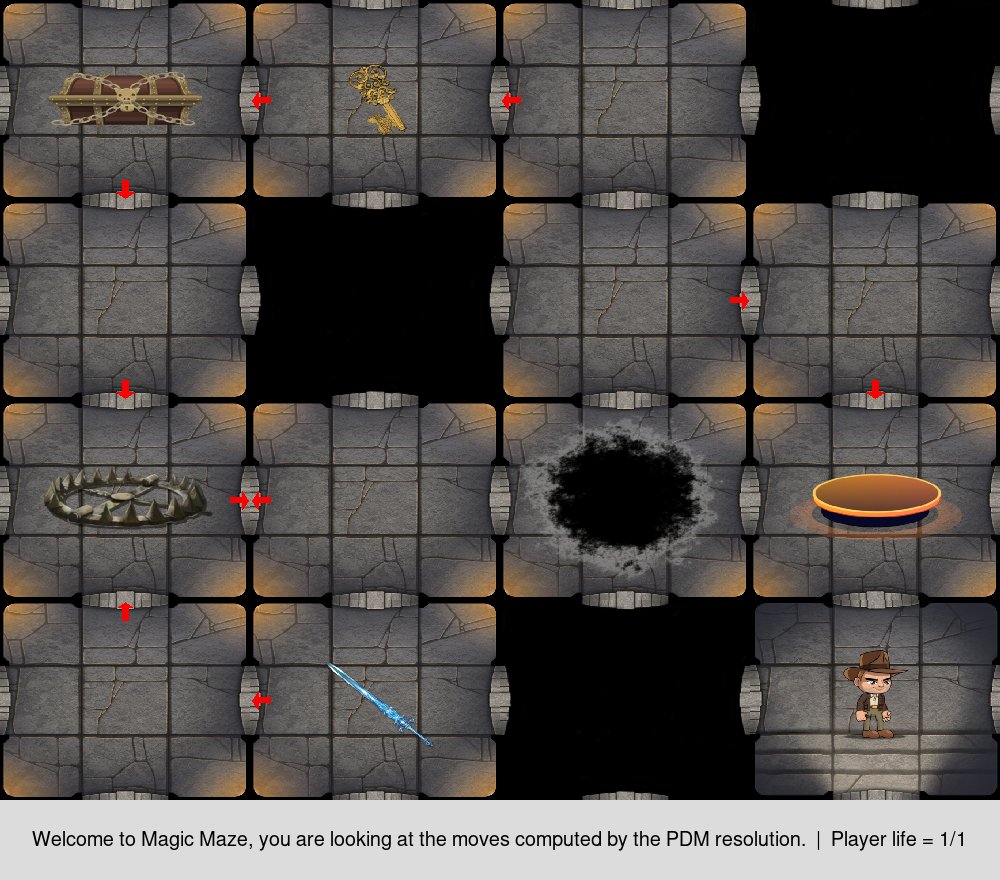 Welcome to Magic Maze, you are looking at the moves computed by the PDM resolution. | Player life = 1/1